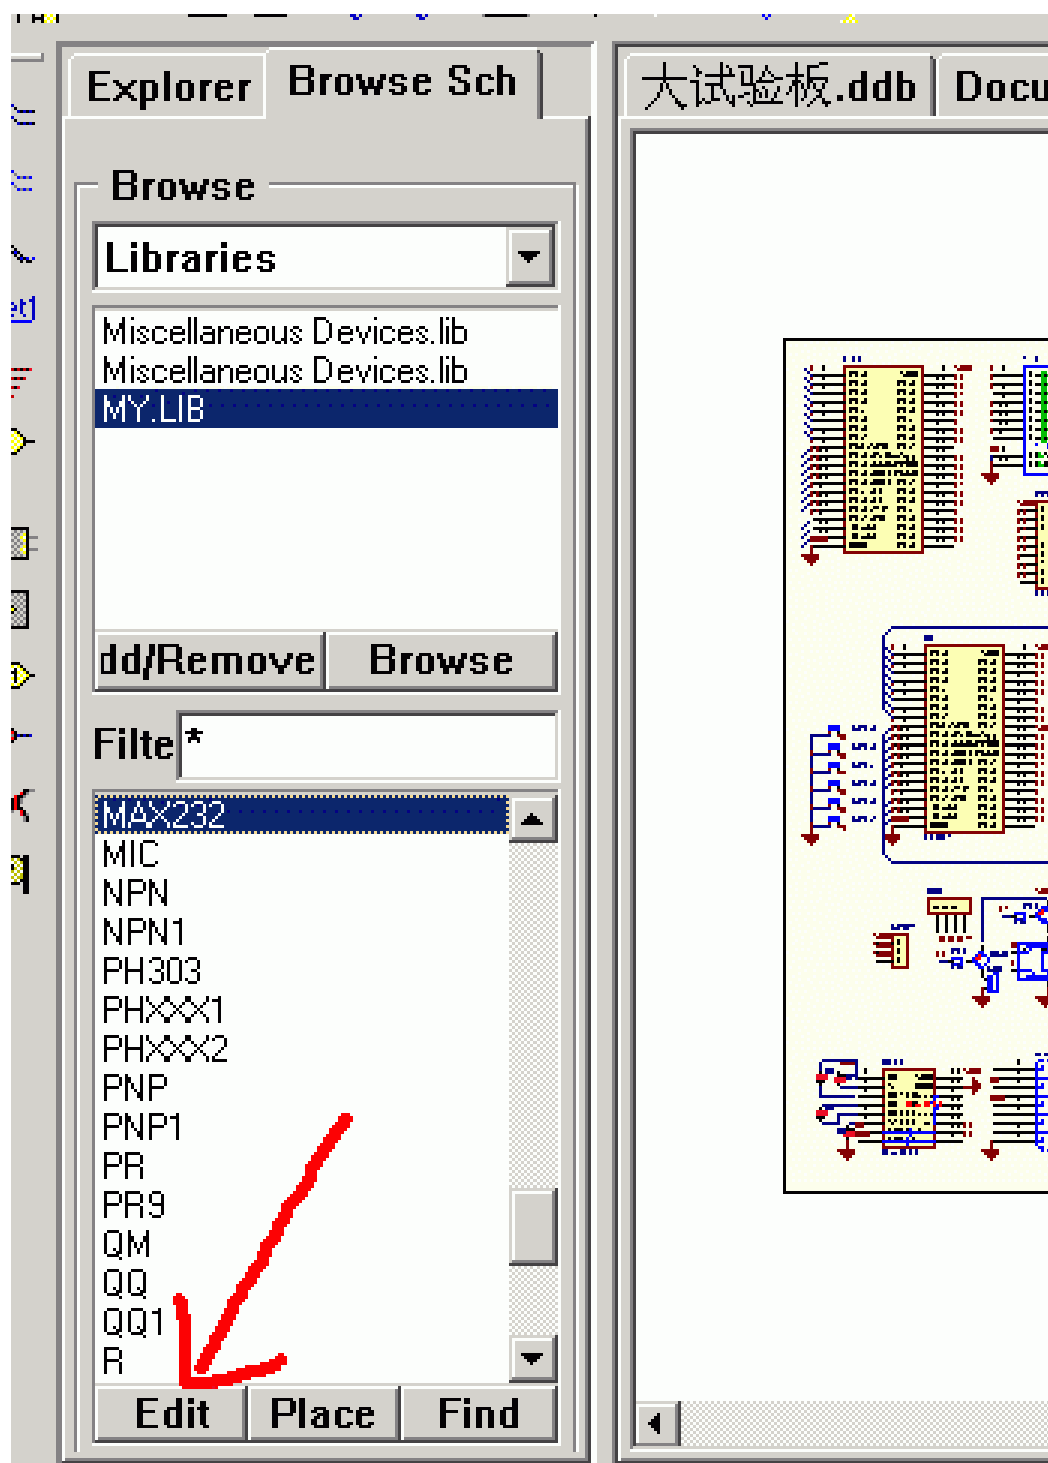 Explorer
Browse Sch
大试验板.ddb
Docu
Browse
Libraries
Miscellaneous Devices.lib
Miscellaneous Devices.lib
MY.LIB
dd/Remove
Browse
Filte
*
MAX232
MIC
NPN
NPN1
PH303
PHXXX1
PHXXX2
PNP
PNP1
PR
PR9
QM
QQ
QQ1
R
Edit
Place
Find